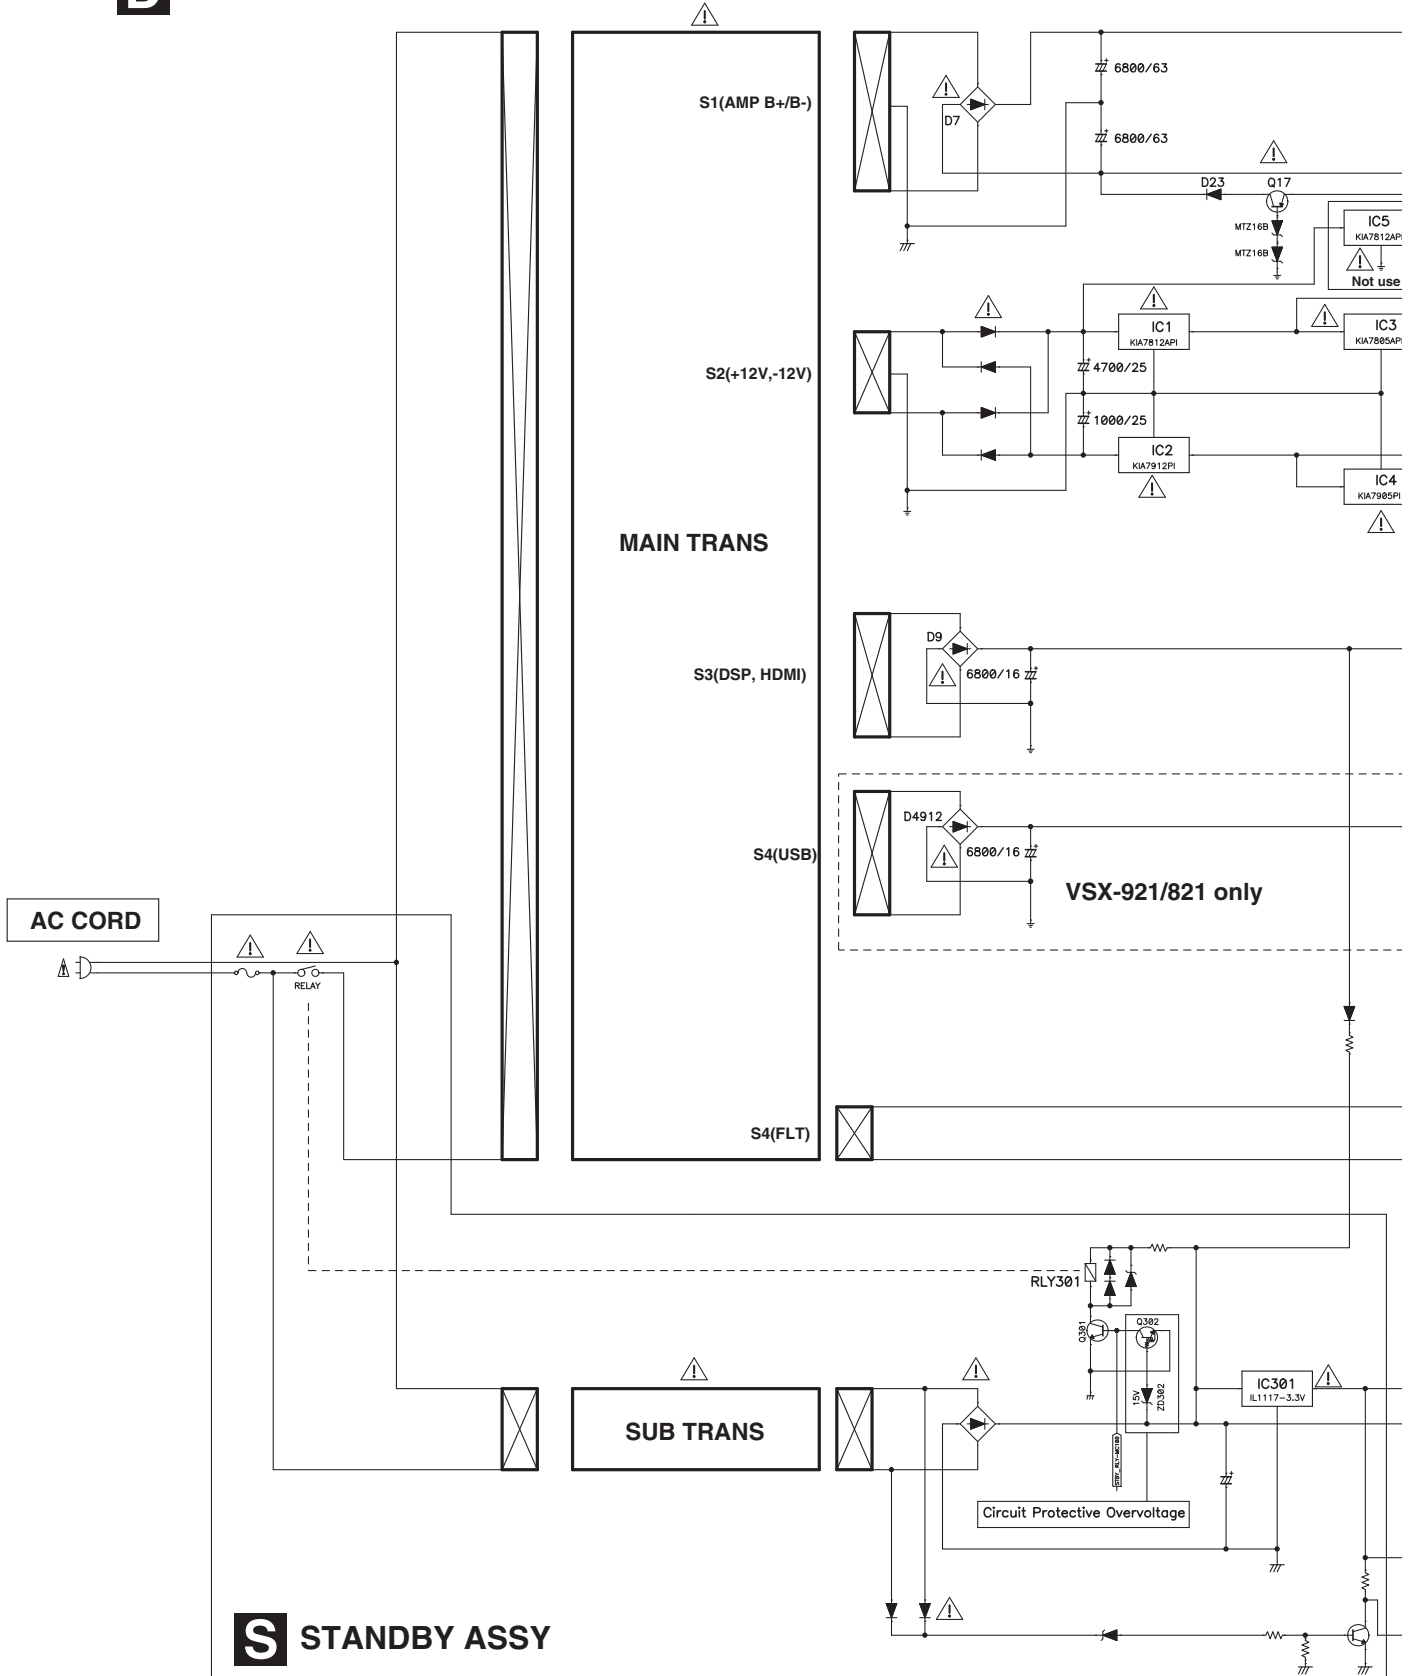 S1(AMP B+/B-)
6800/63
D7
6800/63
D23
Q17
MTZ16B
MTZ16B
IC5
KIA7812API
Not use
IC1
KIA7812API
IC3
KIA7805API
S2(+12V,-12V)
4700/25
1000/25
IC2
KIA7912PI
IC4
KIA7905PI
MAIN TRANS
D9
S3(DSP, HDMI)
6800/16
D4912
S4(USB)
6800/16
VSX-921/821 only
AC CORD
RELAY
S4(FLT)
RLY301
Q301
Q302
15V
ZD302
IC301
IL1117-3.3V
SUB TRANS
Circuit Protective Overvoltage
S STANDBY ASSY